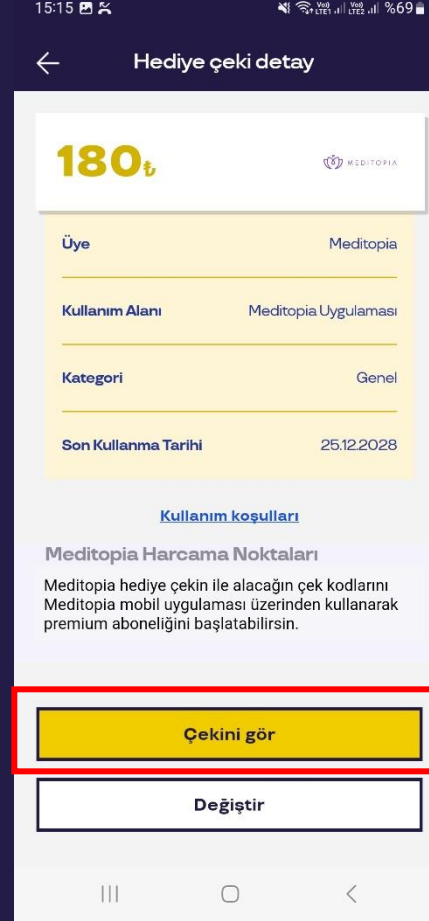 15:15 LTE1 LTE2 %69
Hediye çeki detay
180₺ MEDITOPIA
Üye Meditopia
Kullanım Alanı Meditopia Uygulaması
Kategori Genel
Son Kullanma Tarihi 25.12.2028
Kullanım koşulları
Meditopia Harcama Noktaları
Meditopia hediye çekin ile alacağın çek kodlarını
Meditopia mobil uygulaması üzerinden kullanarak
premium aboneliğini başlatabilirsin.
Çekini gör
Değiştir